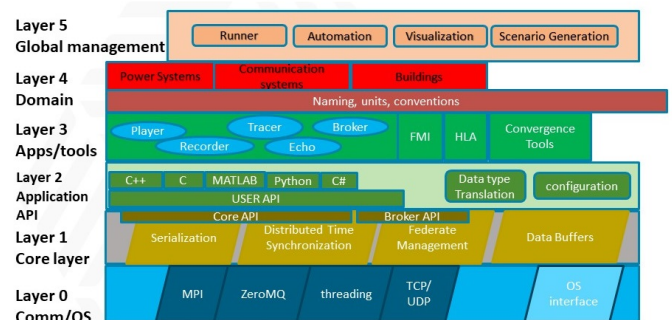 Layer 5
Global management
Runner
Automation
Visualization
Scenario Generation
Layer 4
Domain
Power Systems
Communication
systems
Buildings
Naming, units, conventions
Layer 3
Apps/tools
Player
Tracer
Broker
Recorder
Echo
FMI
HLA
Convergence
Tools
Layer 2
Application
API
C++
C
MATLAB
Python
C#
USER API
Data type
Translation
configuration
Core API
Broker API
Layer 1
Core layer
Serialization
Distributed Time
Synchronization
Federate
Management
Data Buffers
Layer 0
Comm/OS
MPI
ZeroMQ
threading
TCP/
UDP
OS
interface